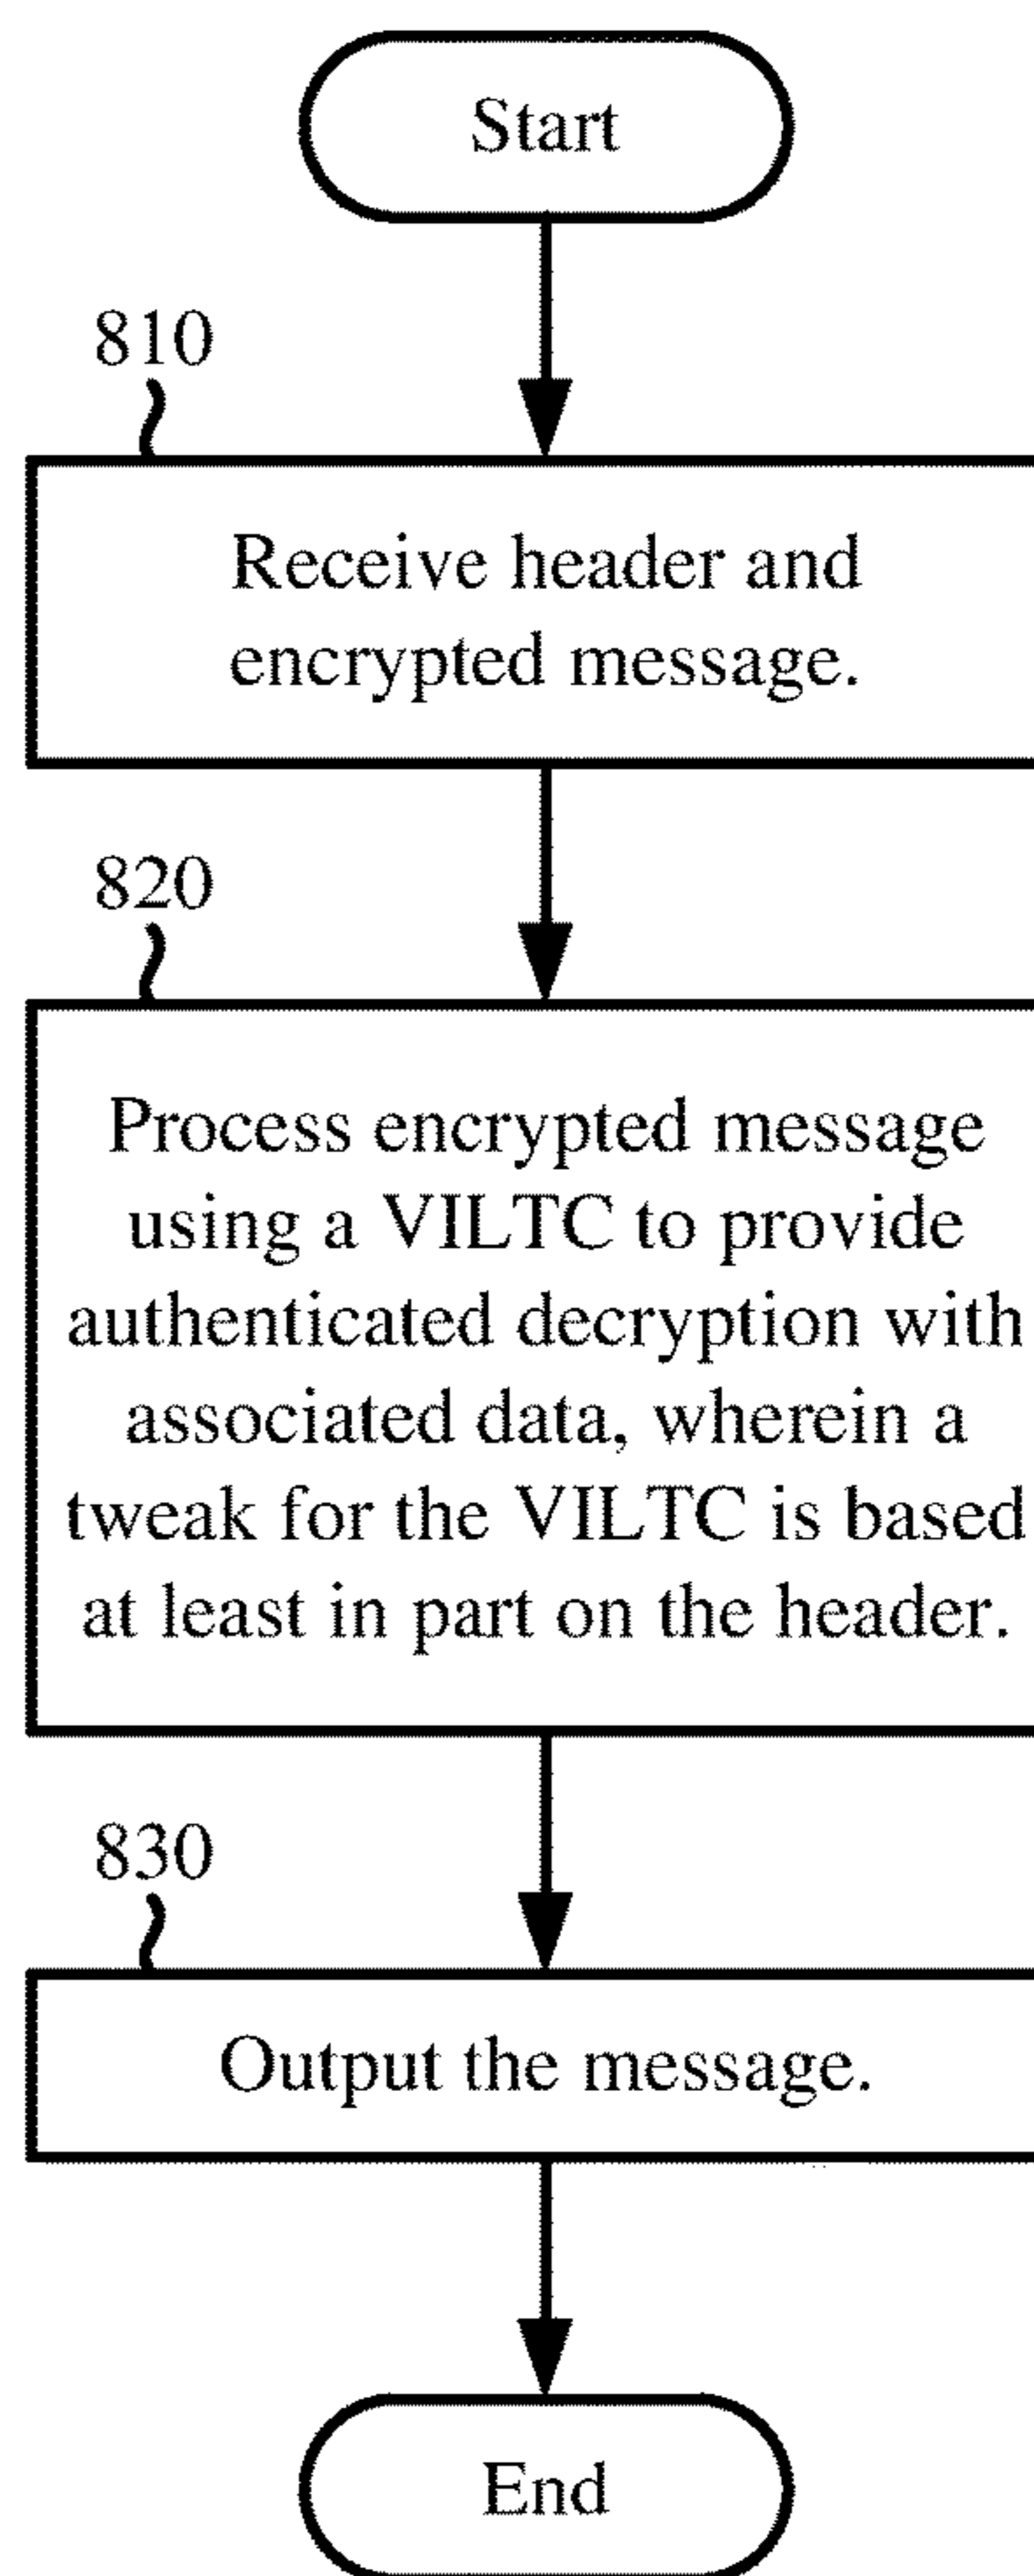 Start
810
Receive header and
encrypted message.
820
Process encrypted message
using a VILTC to provide
authenticated decryption with
associated data, wherein a
tweak for the VILTC is based
at least in part on the header.
830
Output the message.
End